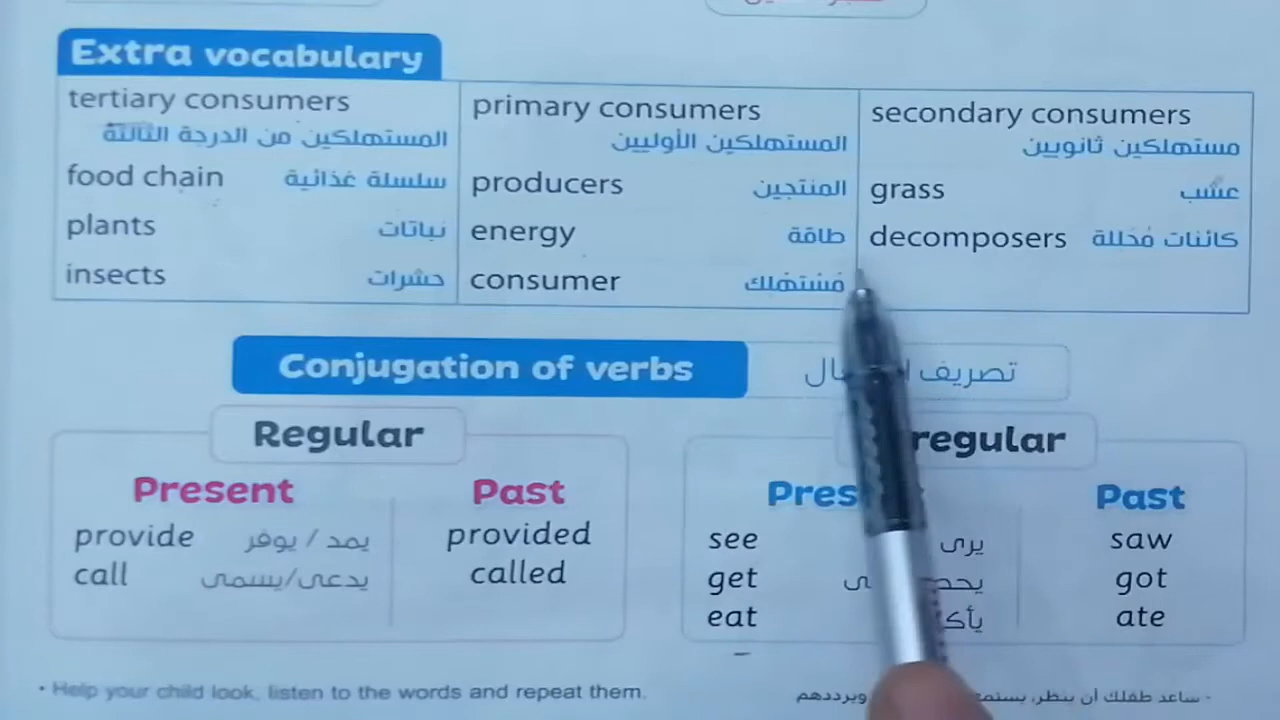 Extra vocabulary
tertiary consumers
المستهلكين من الدرجة الثالثة
food chain سلسلة غذائية
plants نباتات
insects حشرات
primary consumers
المستهلكين الأوليين
producers المنتجين
energy طاقة
consumer مُسْتَهْلِك
secondary consumers
مستهلكين ثانويين
grass عشب
decomposers كائنات مُحَللة
Conjugation of verbs تصريف
Regular
Present Past
provide يمد / يوفر provided
call يدعى/يسمى called
Past
see يرى saw
get got
eat ate
• Help your child look, listen to the words and repeat them.
- ساعد طفلك أن ينظر، ويرددهم